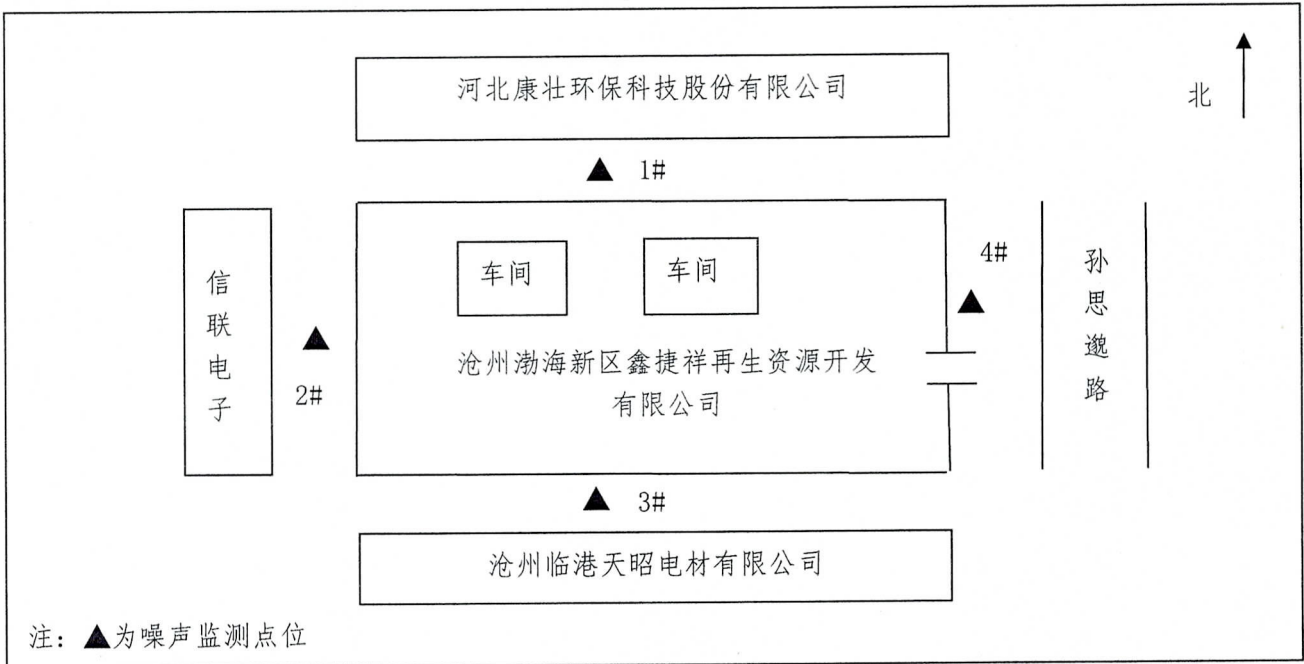 河北康壮环保科技股份有限公司
北
▲ 1#
信联电子
车间
车间
4#
▲
孙思邈路
▲
2#
沧州渤海新区鑫捷祥再生资源开发
有限公司
▲ 3#
沧州临港天昭电材有限公司
注：▲为噪声监测点位